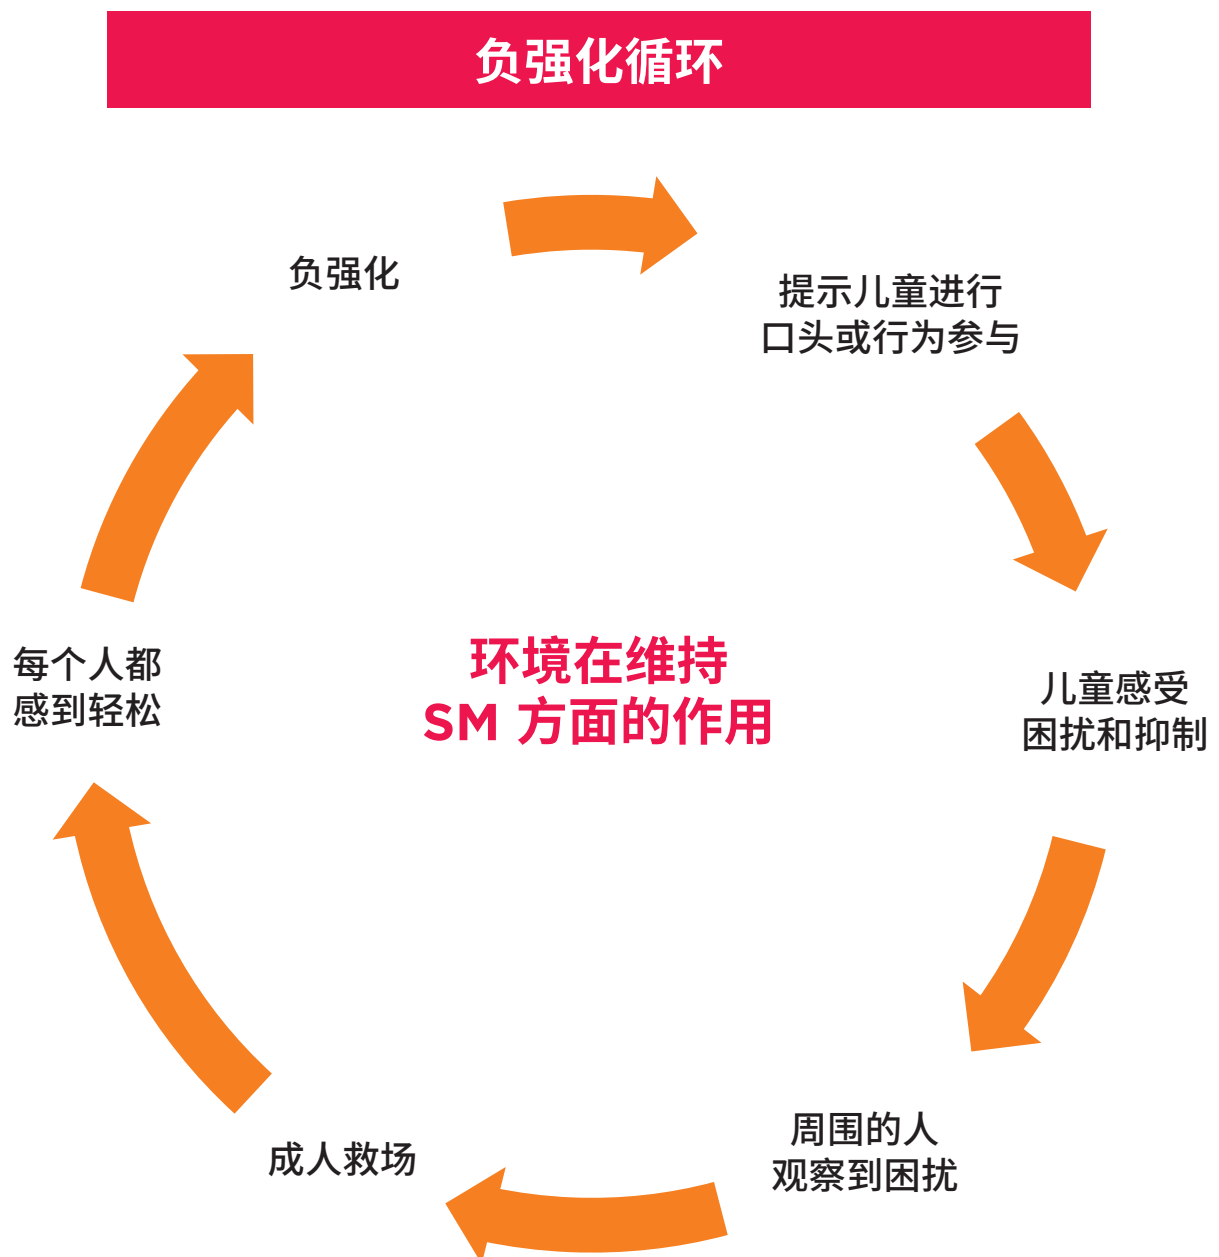 负强化循环
负强化
提示儿童进行
口头或行为参与
儿童感受
困扰和抑制
周围的人
观察到困扰
成人救场
每个人都
感到轻松
环境在维持
SM 方面的作用